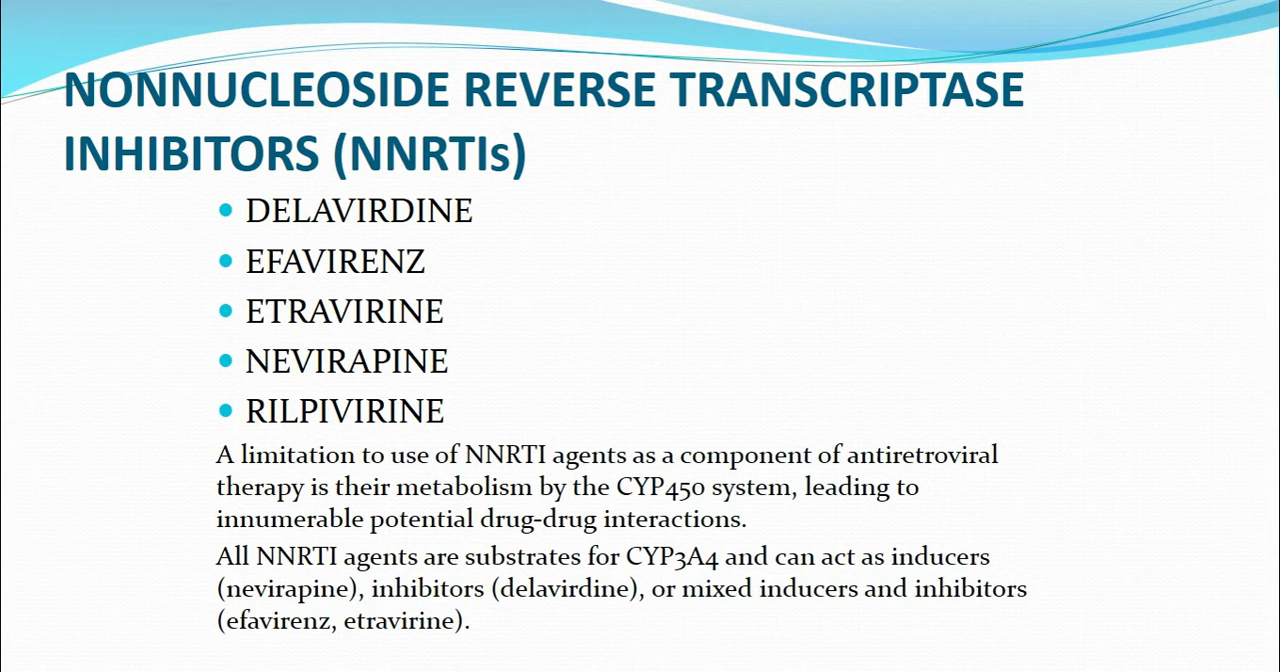 NONNUCLEOSIDE REVERSE TRANSCRIPTASE
INHIBITORS (NNRTIs)
• DELAVIRDINE
• EFAVIRENZ
• ETRAVIRINE
• NEVIRAPINE
• RILPIVIRINE
A limitation to use of NNRTI agents as a component of antiretroviral
therapy is their metabolism by the CYP450 system, leading to
innumerable potential drug-drug interactions.
All NNRTI agents are substrates for CYP3A4 and can act as inducers
(nevirapine), inhibitors (delavirdine), or mixed inducers and inhibitors
(efavirenz, etravirine).